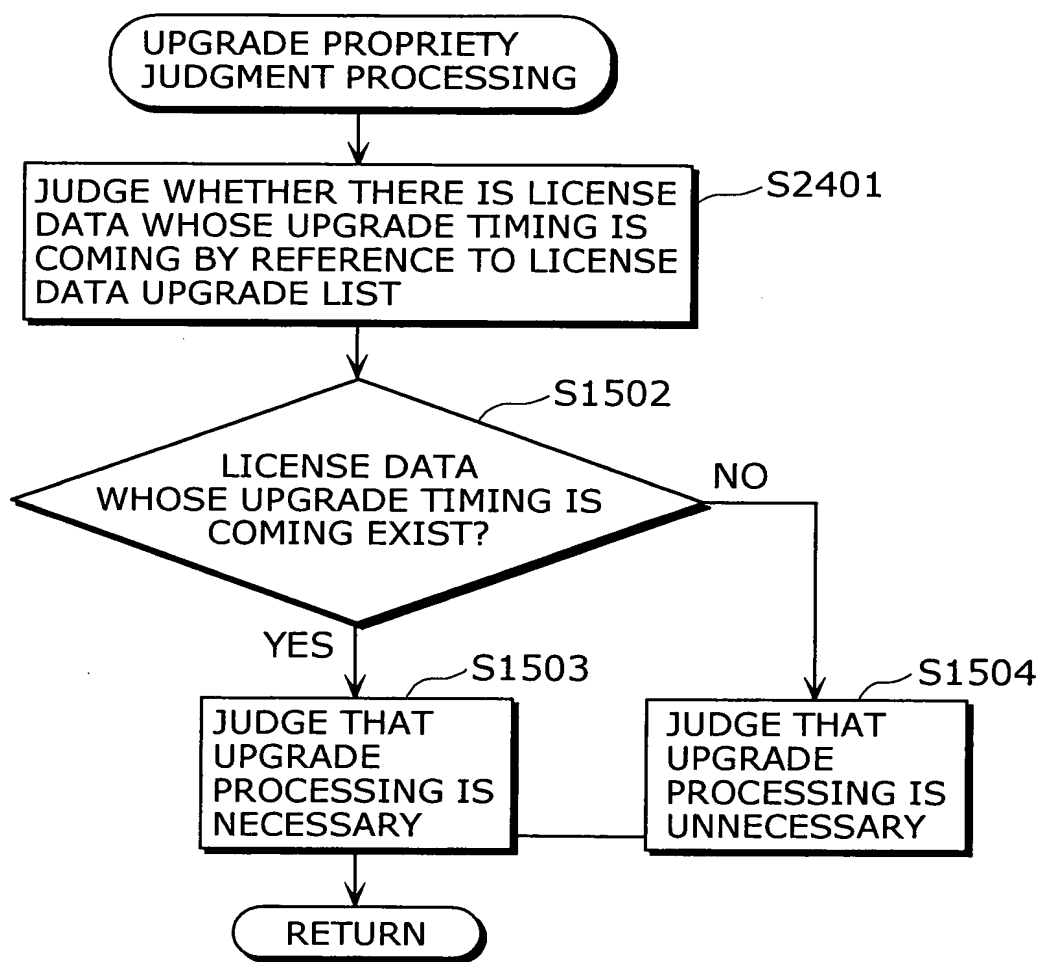 UPGRADE PROPRIETY
JUDGMENT PROCESSING
JUDGE WHETHER THERE IS LICENSE
DATA WHOSE UPGRADE TIMING IS
COMING BY REFERENCE TO LICENSE
DATA UPGRADE LIST
S2401
S1502
LICENSE DATA
WHOSE UPGRADE TIMING IS
COMING EXIST?
NO
YES
S1503
JUDGE THAT
UPGRADE
PROCESSING IS
NECESSARY
S1504
JUDGE THAT
UPGRADE
PROCESSING IS
UNNECESSARY
RETURN